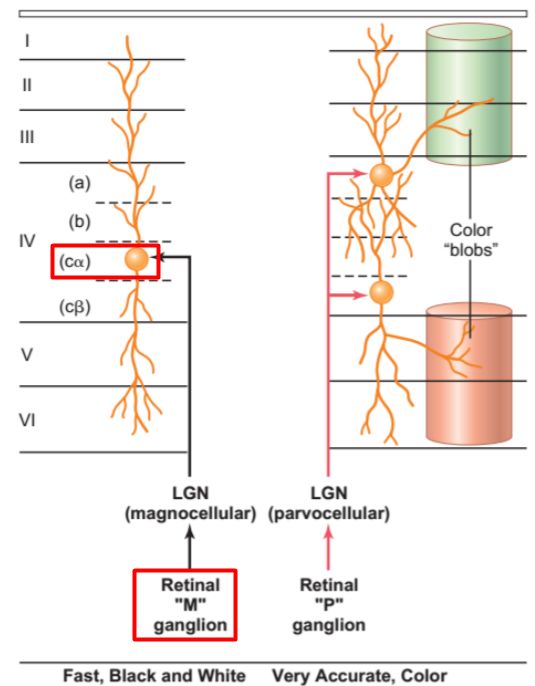 I
II
III
(a)
(b)
IV
(cα)
(cβ)
V
VI
Color
"blobs"
LGN
(magnocellular)
LGN
(parvocellular)
Retinal
"M"
ganglion
Retinal
"P"
ganglion
Fast, Black and White
Very Accurate, Color